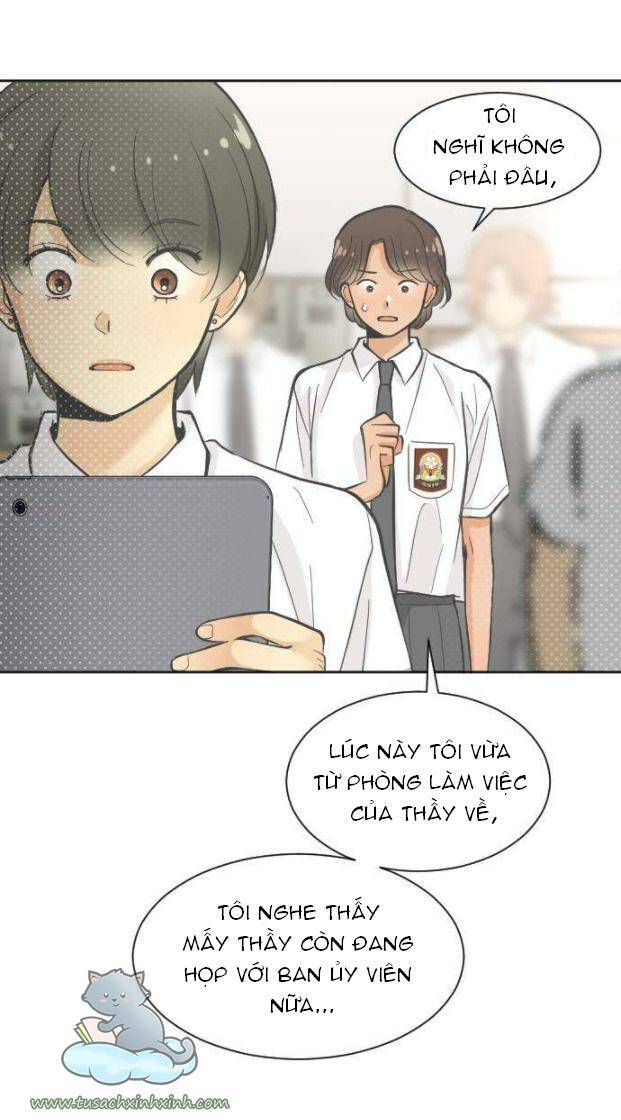 TÔI
NGHĨ KHÔNG
PHẢI ĐÂU,
LÚC NÀY TÔI VỪA
TỪ PHÒNG LÀM VIỆC
CỦA THẦY VỀ,
TÔI NGHE THẤY
MẤY THẦY CÒN ĐANG
HỌP VỚI BAN ỦY VIÊN
NỮA...
www.tusachxinhxinh.com